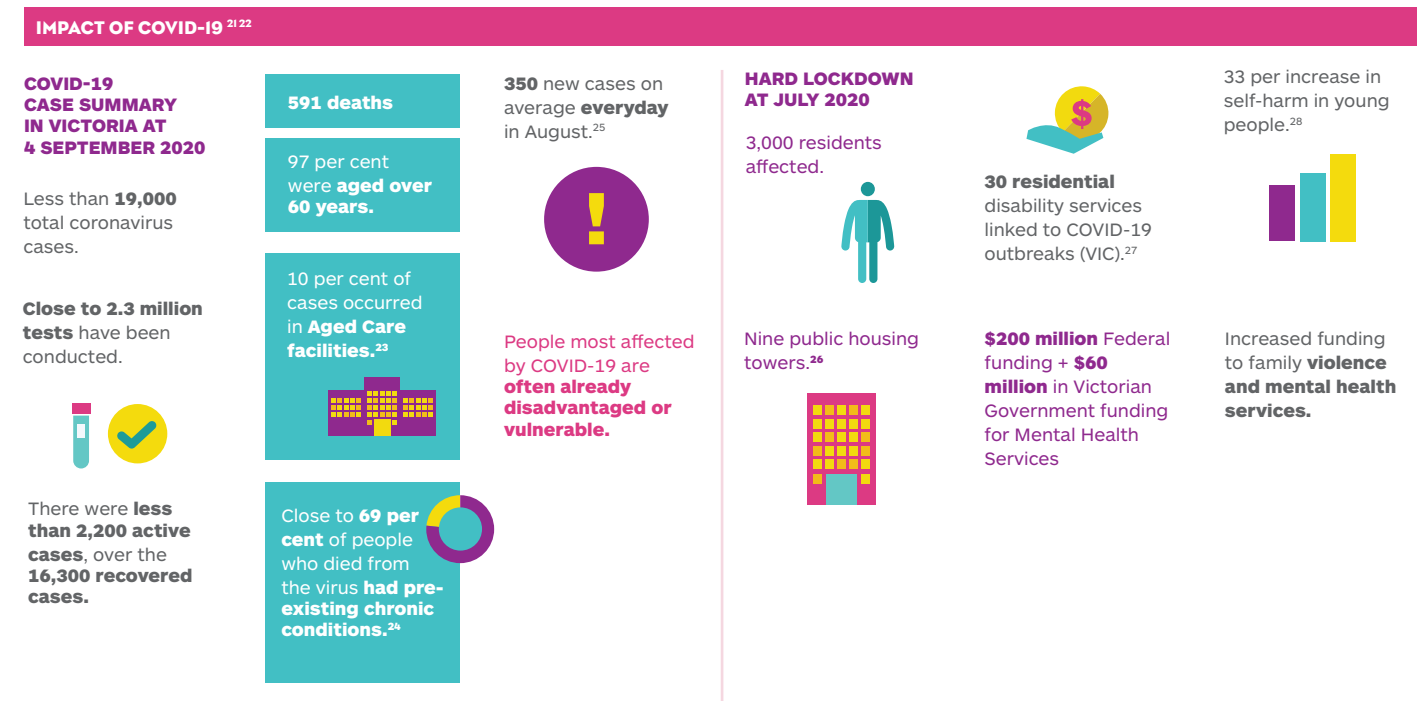 IMPACT OF COVID-19 21 22
COVID-19
CASE SUMMARY
IN VICTORIA AT
4 SEPTEMBER 2020
Less than 19,000
total coronavirus
cases.
Close to 2.3 million
tests have been
conducted.
There were less
than 2,200 active
cases, over the
16,300 recovered
cases.
591 deaths
97 per cent
were aged over
60 years.
10 per cent of
cases occurred
in Aged Care
facilities.23
Close to 69 per
cent of people
who died from
the virus had pre-
existing chronic
conditions.24
350 new cases on
average everyday
in August.25
!
People most affected
by COVID-19 are
often already
disadvantaged or
vulnerable.
HARD LOCKDOWN
AT JULY 2020
3,000 residents
affected.
Nine public housing
towers.26
$
30 residential
disability services
linked to COVID-19
outbreaks (VIC).27
$200 million Federal
funding + $60
million in Victorian
Government funding
for Mental Health
Services
33 per increase in
self-harm in young
people.28
Increased funding
to family violence
and mental health
services.